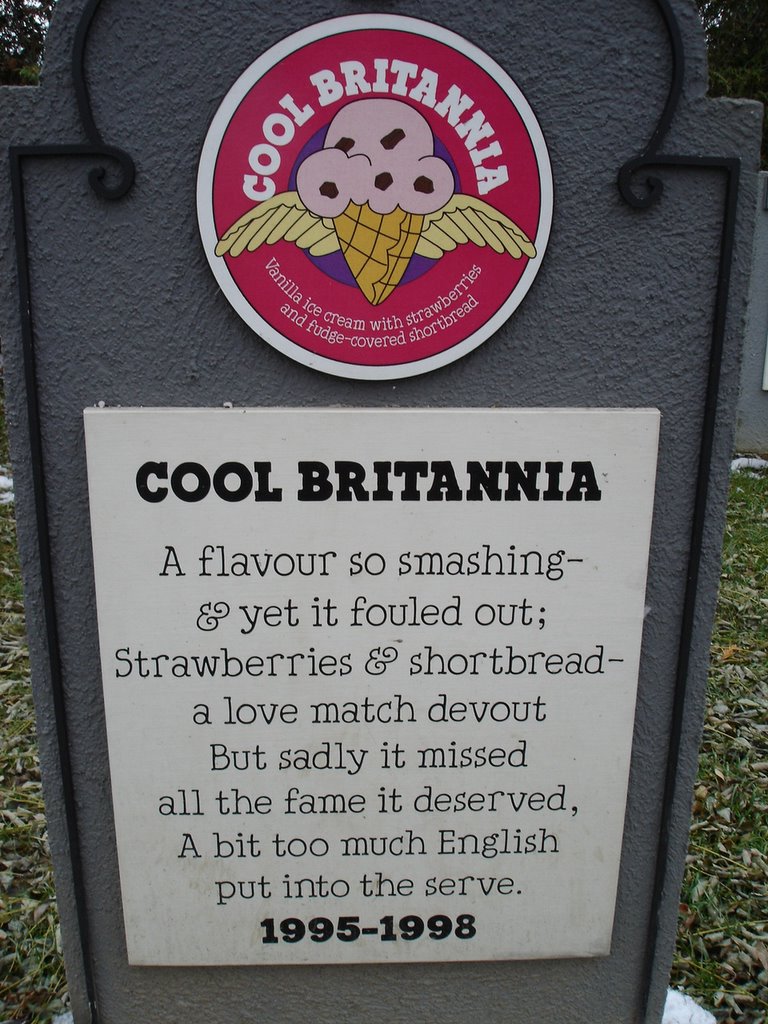 COOL BRITANNIA
Vanilla ice cream with strawberries
and fudge-covered shortbread
COOL BRITANNIA
A flavour so smashing-
& yet it fouled out;
Strawberries & shortbread-
a love match devout
But sadly it missed
all the fame it deserved,
A bit too much English
put into the serve.
1995-1998